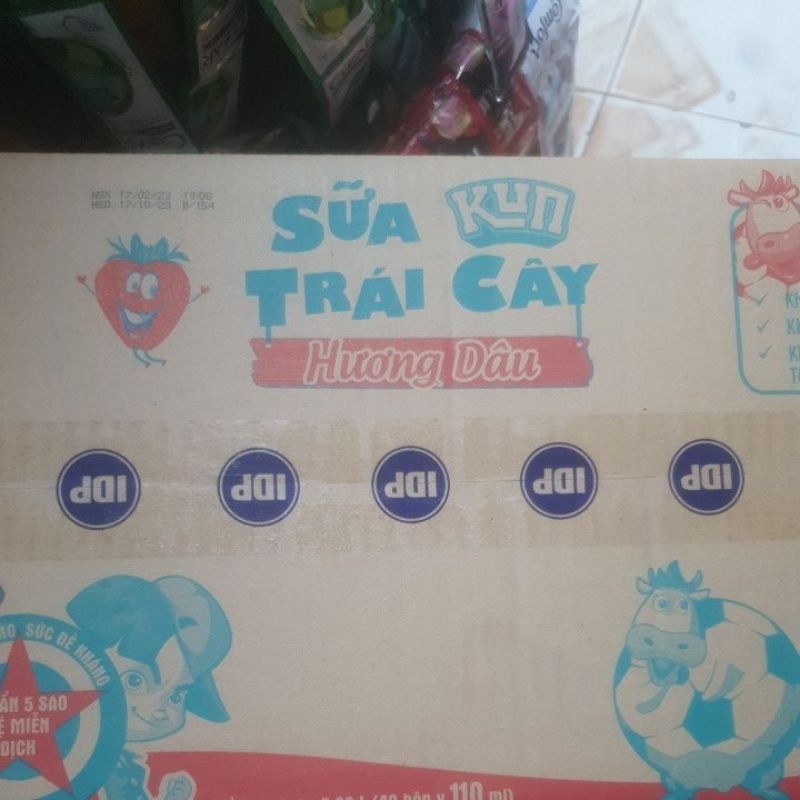 Comfort
NSX: 17/02/23 19:06
HSD: 17/10/23 B/154
SỮA KUN
TRÁI CÂY
Hương Dâu
IDP IDP IDP IDP IDP
SỨC ĐỀ KHÁNG
5 SAO
MIỄN
DỊCH
110 ml)